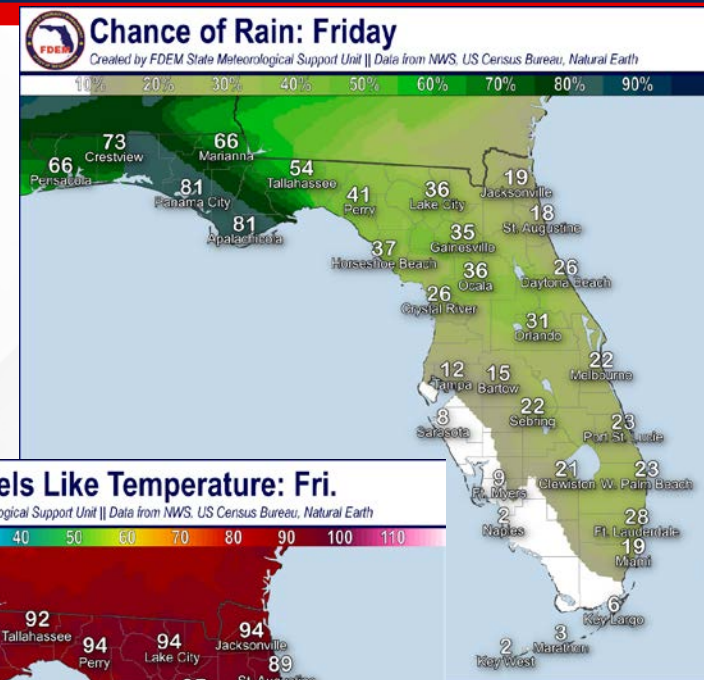 Chance of Rain: Friday
FDEM
Created by FDEM State Meteorological Support Unit || Data from NWS, US Census Bureau, Natural Earth
10% 20% 30% 40% 50% 60% 70% 80% 90%
73
Crestview
66
Marianna
66
Pensacola
81
Panama City
54
Tallahassee
81
Apalachicola
41
Perry
36
Lake City
19
Jacksonville
18
St. Augustine
35
Gainesville
37
Horseshoe Beach
36
Ocala
26
Daytona Beach
26
Crystal River
31
Orlando
22
Melbourne
12
Tampa
15
Bartow
8
Sarasota
22
Sebring
23
Port St. Lucie
9
Ft. Myers
21
Clewiston
23
W. Palm Beach
2
Naples
28
Ft. Lauderdale
19
Miami
6
Key Largo
3
Marathon
2
Key West
els Like Temperature: Fri.
ogical Support Unit || Data from NWS, US Census Bureau, Natural Earth
40 50 60 70 80 90 100 110
92
Tallahassee
94
Perry
94
Lake City
94
Jacksonville
89
St. Augustine